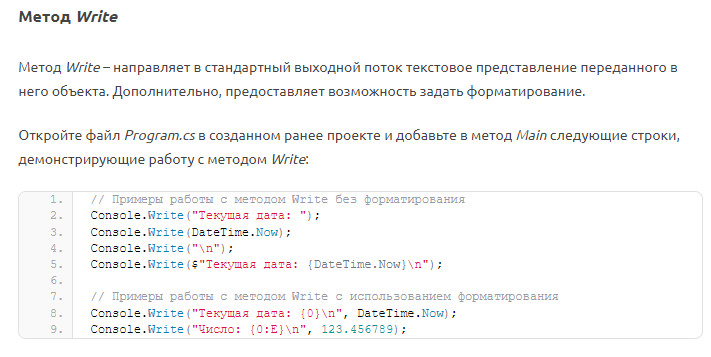 Метод Write
Метод Write – направляет в стандартный выходной поток текстовое представление переданного в
него объекта. Дополнительно, предоставляет возможность задать форматирование.
Откройте файл Program.cs в созданном ранее проекте и добавьте в метод Main следующие строки,
демонстрирующие работу с методом Write:
1. // Примеры работы с методом Write без форматирования
2. Console.Write("Текущая дата: ");
3. Console.Write(DateTime.Now);
4. Console.Write("\n");
5. Console.Write($"Текущая дата: {DateTime.Now}\n");
6.
7. // Примеры работы с методом Write с использованием форматирования
8. Console.Write("Текущая дата: {0}\n", DateTime.Now);
9. Console.Write("Число: {0:E}\n", 123.456789);